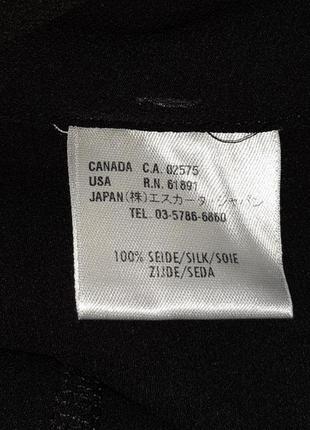 CANADA C.A. 02575
USA R.N. 61891
JAPAN(株)エスカーダ・ジャパン
TEL. 03-5786-6860
100% SEIDE/SILK/SOIE
ZIJDE/SEDA